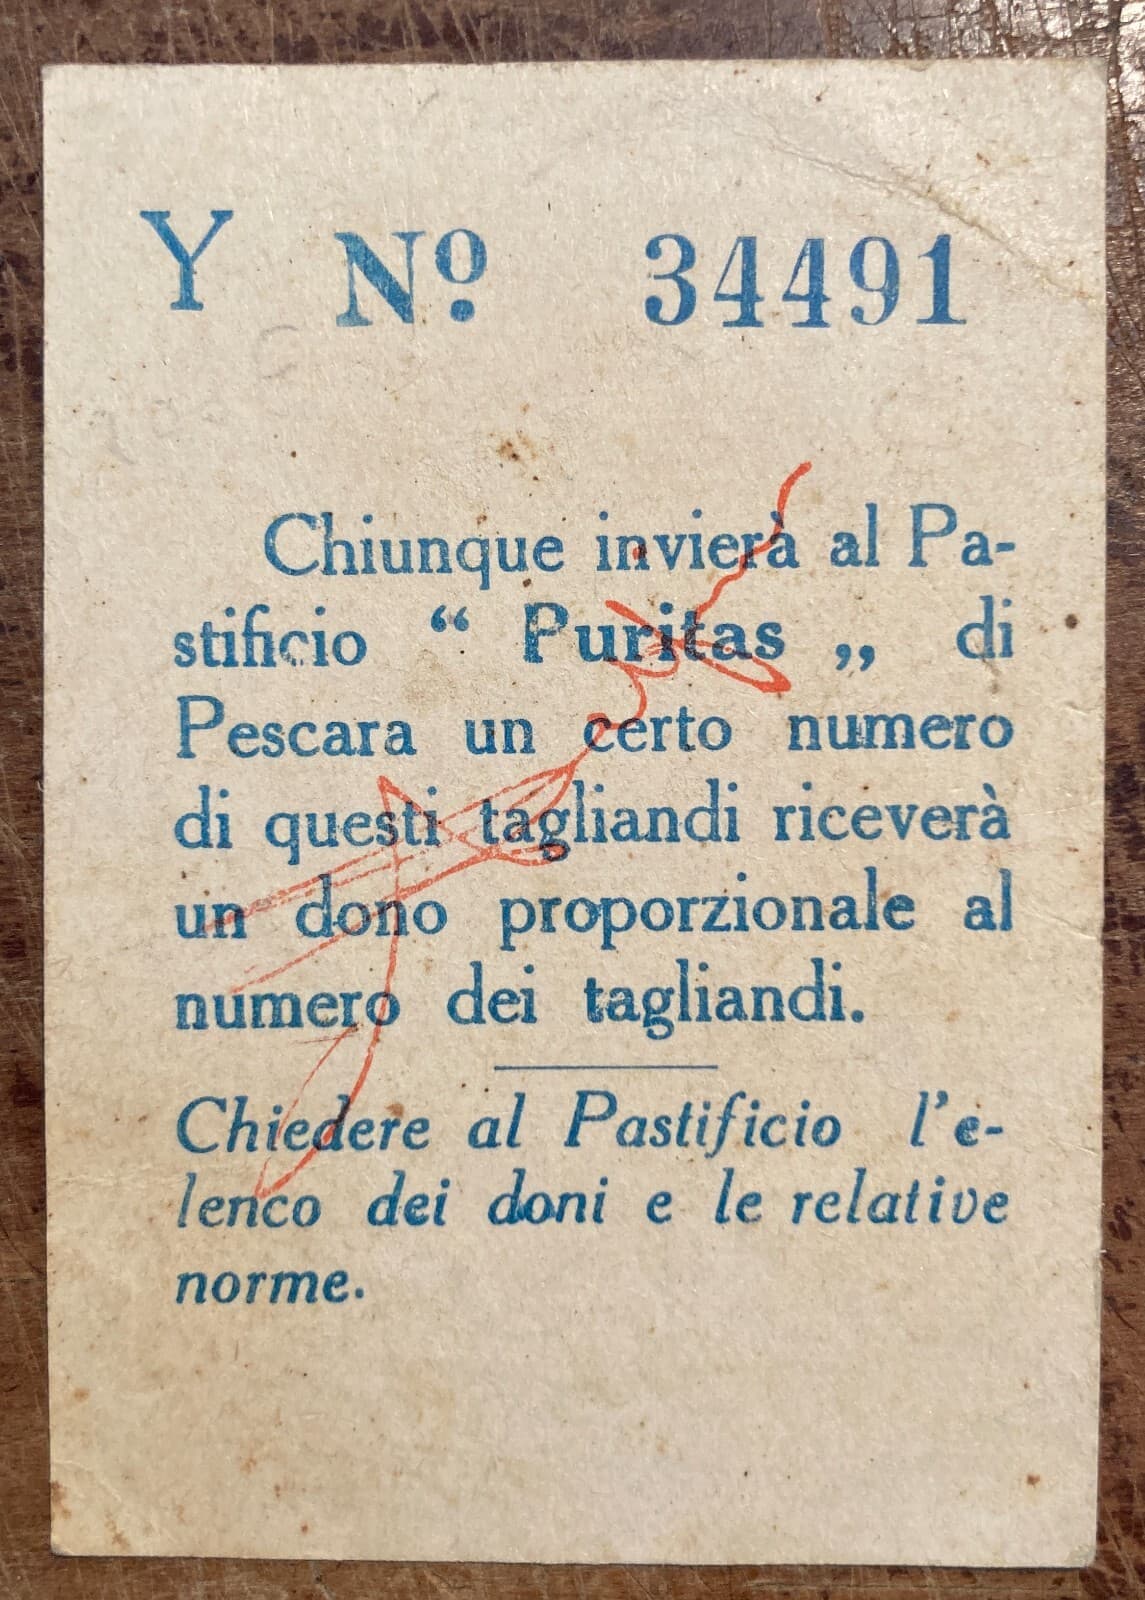 Y Nº. 34491
Chiunque invierà al Pa-
stificio “ Puritas „ di
Pescara un certo numero
di questi tagliandi riceverà
un dono proporzionale al
numero dei tagliandi.
Chiedere al Pastificio l'e-
lenco dei doni e le relative
norme.